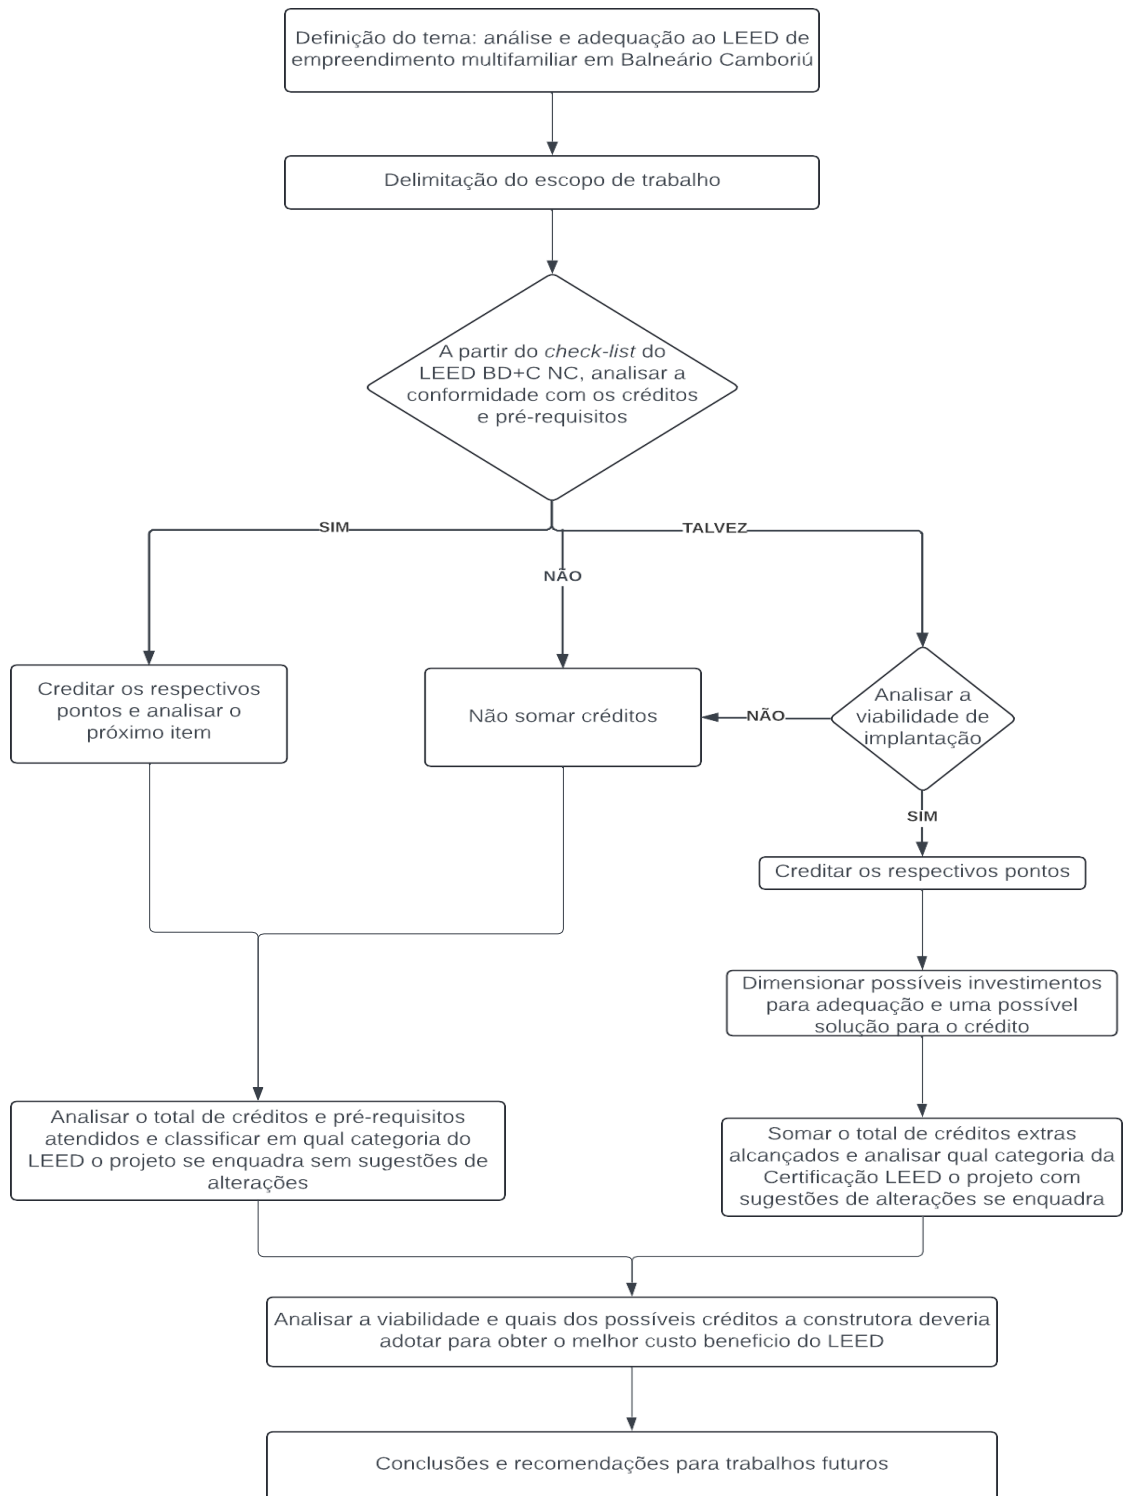 Definição do tema: análise e adequação ao LEED de
empreendimento multifamiliar em Balneário Camboriú
Delimitação do escopo de trabalho
A partir do check-list do
LEED BD+C NC, analisar a
conformidade com os créditos
e pré-requisitos
SIM
TALVEZ
NÃO
Creditar os respectivos
pontos e analisar o
próximo item
Não somar créditos
NÃO
Analisar a
viabilidade de
implantação
SIM
Creditar os respectivos pontos
Dimensionar possíveis investimentos
para adequação e uma possível
solução para o crédito
Analisar o total de créditos e pré-requisitos
atendidos e classificar em qual categoria do
LEED o projeto se enquadra sem sugestões de
alterações
Somar o total de créditos extras
alcançados e analisar qual categoria da
Certificação LEED o projeto com
sugestões de alterações se enquadra
Analisar a viabilidade e quais dos possíveis créditos a construtora deveria
adotar para obter o melhor custo beneficio do LEED
Conclusões e recomendações para trabalhos futuros